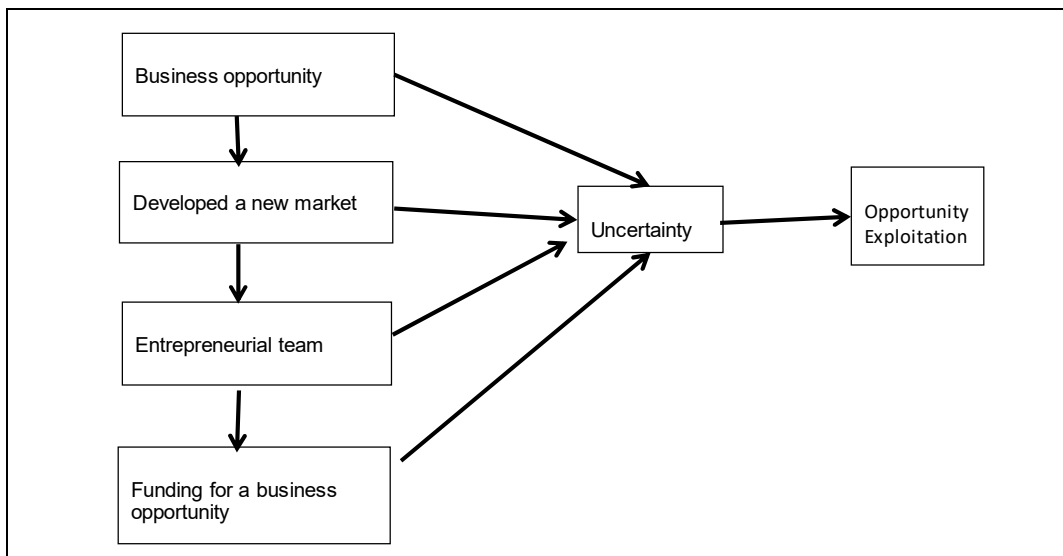 Business opportunity
Developed a new market
Uncertainty
Opportunity
Exploitation
Entrepreneurial team
Funding for a business
opportunity